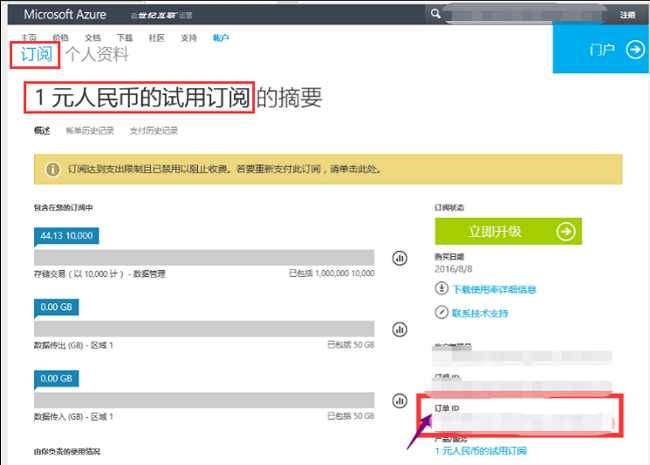 Microsoft Azure 由世纪互联运营 注销
主页 价格 文档 下载 社区 支持 帐户
订阅 个人资料
门户
1 元人民币的试用订阅 的摘要
概述 帐单历史记录 支付历史记录
订阅达到支出限制且已禁用以阻止收费。若要重新支付此订阅，请单击此处。
包含在您的订阅中
44.13 10,000
存储交易（以 10,000 计）- 数据管理 已包括 1,000,000 10,000
0.00 GB
数据传出 (GB) - 区域 1 已包括 50 GB
0.00 GB
数据传入 (GB) - 区域 1 已包括 50 GB
由你负责的使用情况
订阅状态
立即升级
购买日期
2016/8/8
下载使用率详细信息
联系技术支持
订阅 ID
订单 ID
产品/服务
1 元人民币的试用订阅